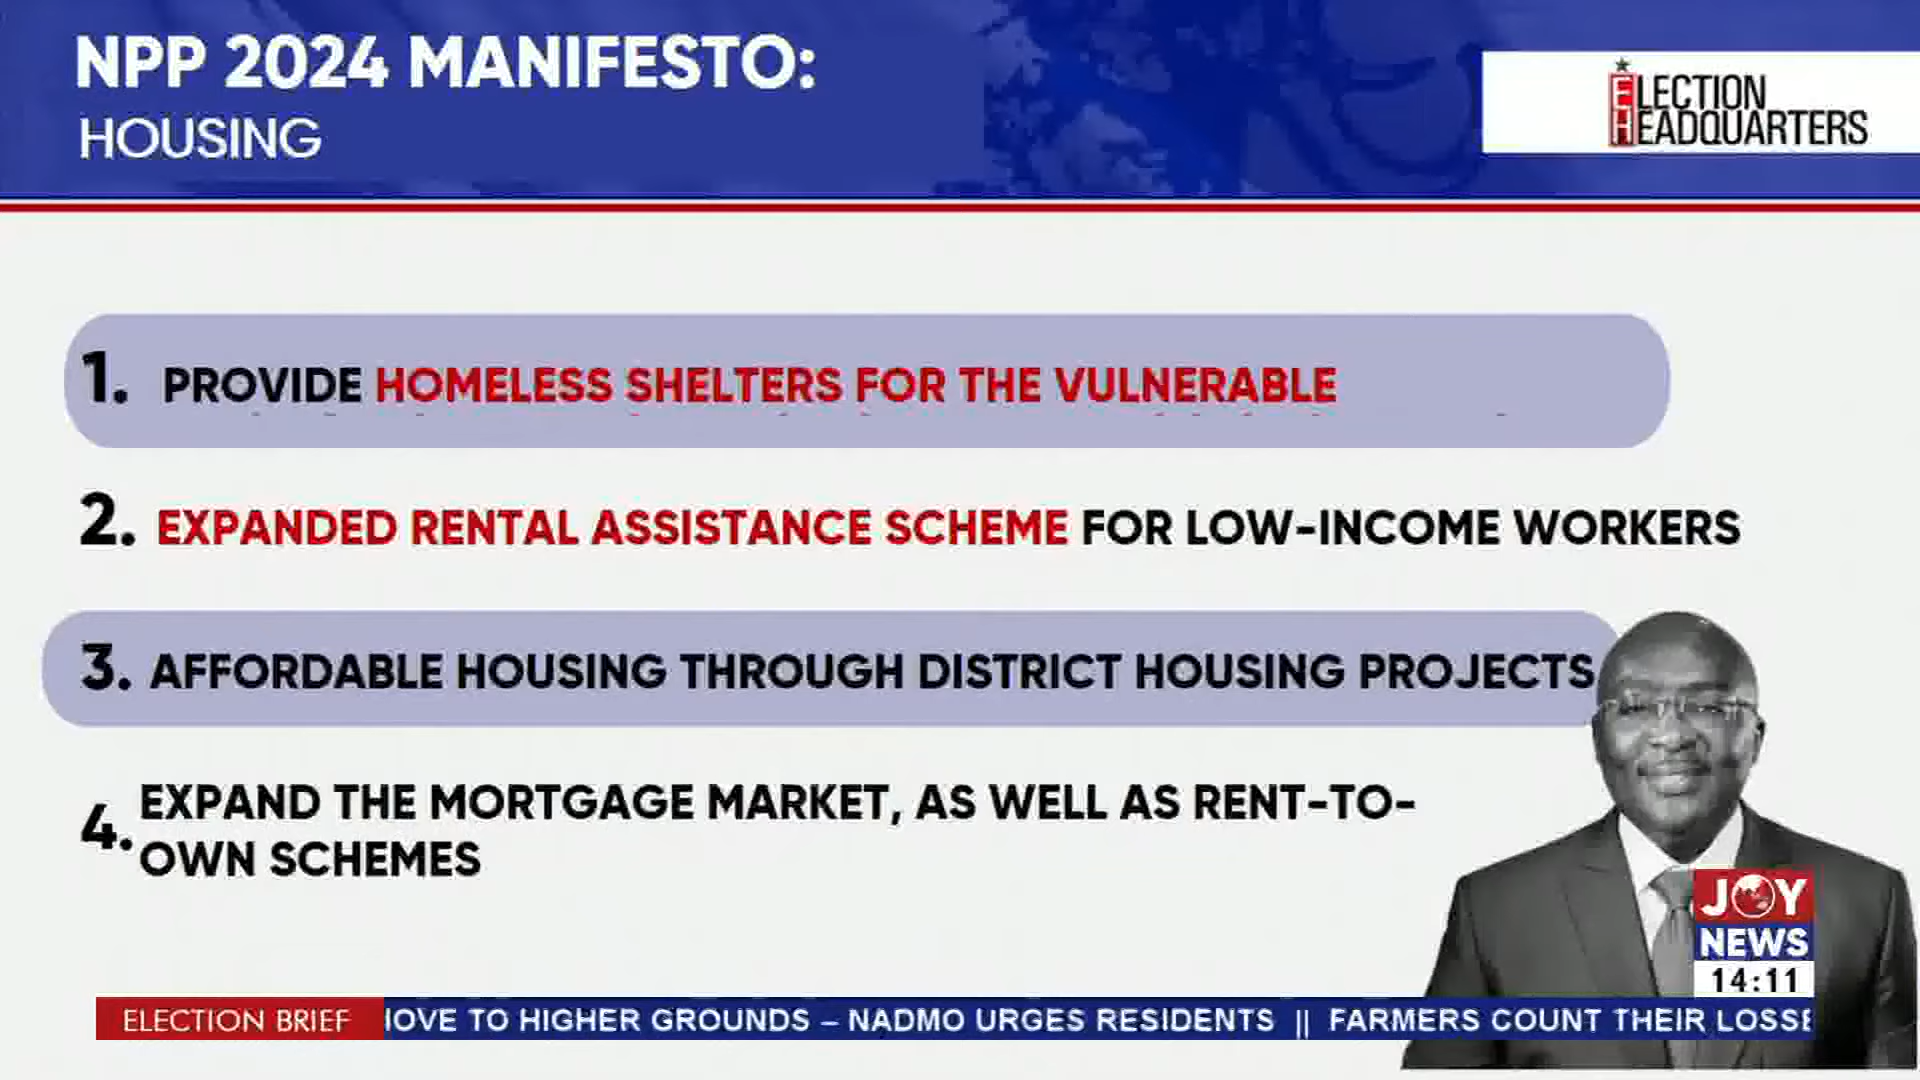 NPP 2024 MANIFESTO:
HOUSING
ELECTION
HEADQUARTERS
1. PROVIDE HOMELESS SHELTERS FOR THE VULNERABLE
2. EXPANDED RENTAL ASSISTANCE SCHEME FOR LOW-INCOME WORKERS
3. AFFORDABLE HOUSING THROUGH DISTRICT HOUSING PROJECTS
4. EXPAND THE MORTGAGE MARKET, AS WELL AS RENT-TO-
OWN SCHEMES
JOY
NEWS
14:11
ELECTION BRIEF
TO HIGHER GROUNDS – NADMO URGES RESIDENTS || FARMERS COUNT THEIR